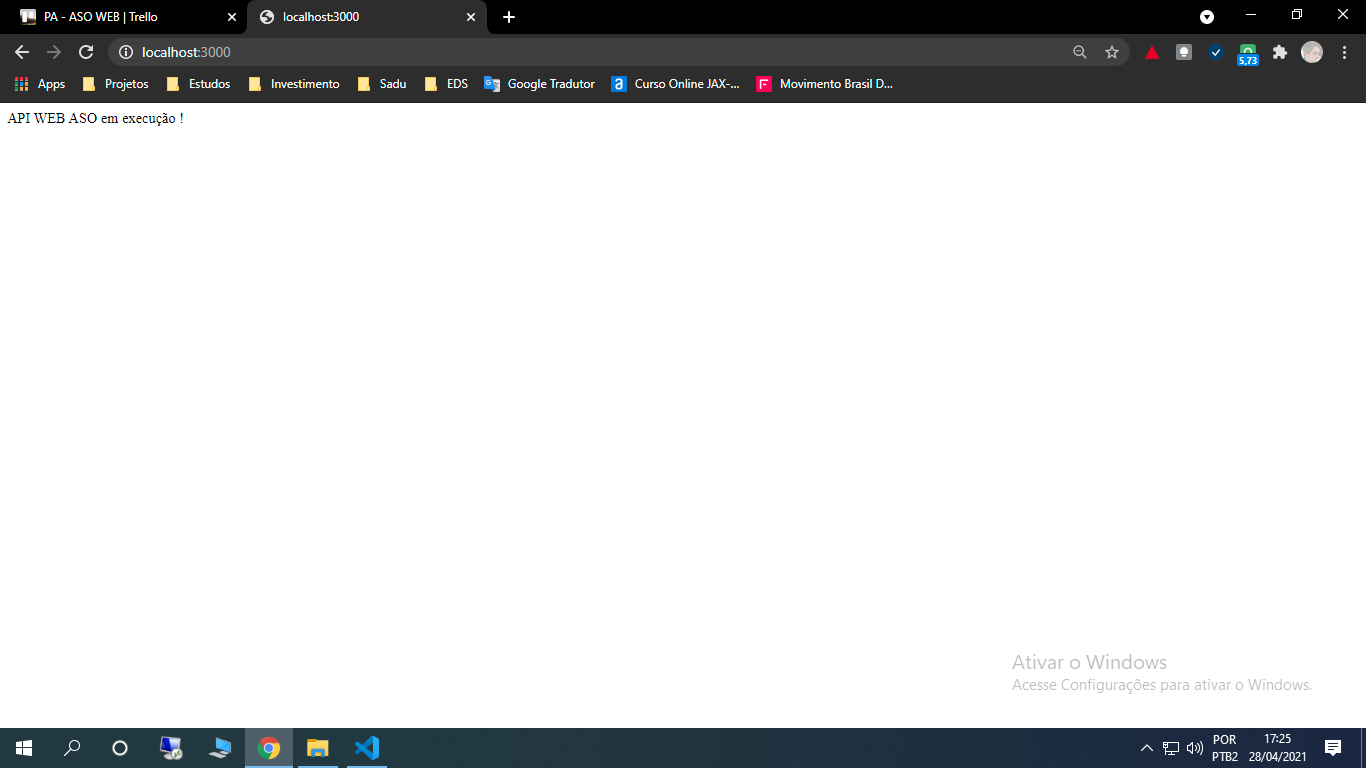 PA - ASO WEB | Trello
localhost:3000
localhost:3000
5,73
Apps Projetos Estudos Investimento Sadu EDS Google Tradutor Curso Online JAX-... Movimento Brasil D...
API WEB ASO em execução !
Ativar o Windows
Acesse Configurações para ativar o Windows.
POR 17:25
PTB2 28/04/2021